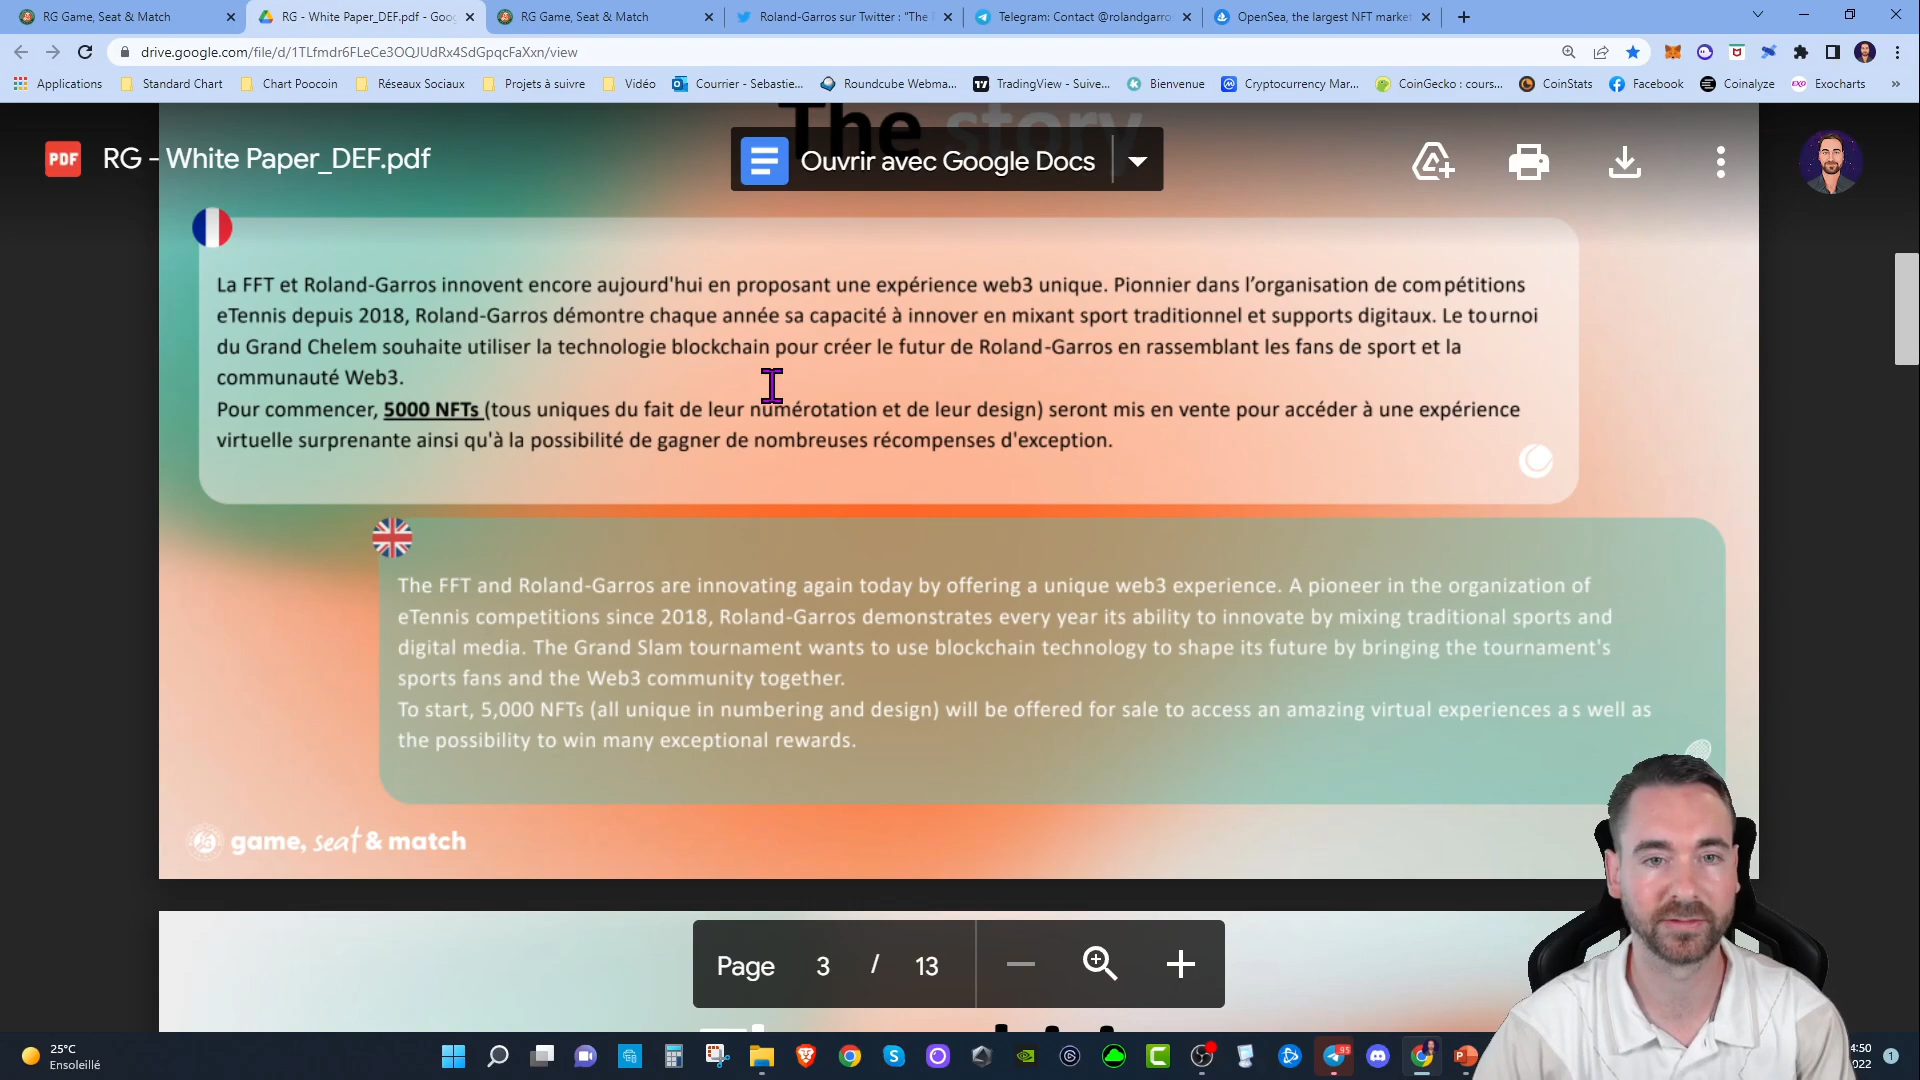 RG Game, Seat & Match
RG - White Paper_DEF.pdf - Goo
RG Game, Seat & Match
Roland-Garros sur Twitter : "The
Telegram: Contact @rolandgarro
OpenSea, the largest NFT market
drive.google.com/file/d/1TLfmdr6FLeCe3OQJUdRx4SdGpqcFaXxn/view
Applications
Standard Chart
Chart Poocoin
Réseaux Sociaux
Projets à suivre
Vidéo
Courrier - Sebastie...
Roundcube Webma...
TradingView - Suive...
Bienvenue
Cryptocurrency Mar...
CoinGecko : cours...
CoinStats
Facebook
Coinalyze
Exocharts
The story
PDF
RG - White Paper_DEF.pdf
Ouvrir avec Google Docs
La FFT et Roland-Garros innovent encore aujourd'hui en proposant une expérience web3 unique. Pionnier dans l’organisation de compétitions
eTennis depuis 2018, Roland-Garros démontre chaque année sa capacité à innover en mixant sport traditionnel et supports digitaux. Le tournoi
du Grand Chelem souhaite utiliser la technologie blockchain pour créer le futur de Roland-Garros en rassemblant les fans de sport et la
communauté Web3.
Pour commencer, 5000 NFTs (tous uniques du fait de leur numérotation et de leur design) seront mis en vente pour accéder à une expérience
virtuelle surprenante ainsi qu'à la possibilité de gagner de nombreuses récompenses d'exception.
The FFT and Roland-Garros are innovating again today by offering a unique web3 experience. A pioneer in the organization of
eTennis competitions since 2018, Roland-Garros demonstrates every year its ability to innovate by mixing traditional sports and
digital media. The Grand Slam tournament wants to use blockchain technology to shape its future by bringing the tournament's
sports fans and the Web3 community together.
To start, 5,000 NFTs (all unique in numbering and design) will be offered for sale to access an amazing virtual experiences as well as
the possibility to win many exceptional rewards.
game, seat & match
Page 3 / 13
25°C
Ensoleillé
95
4:50
2022
1